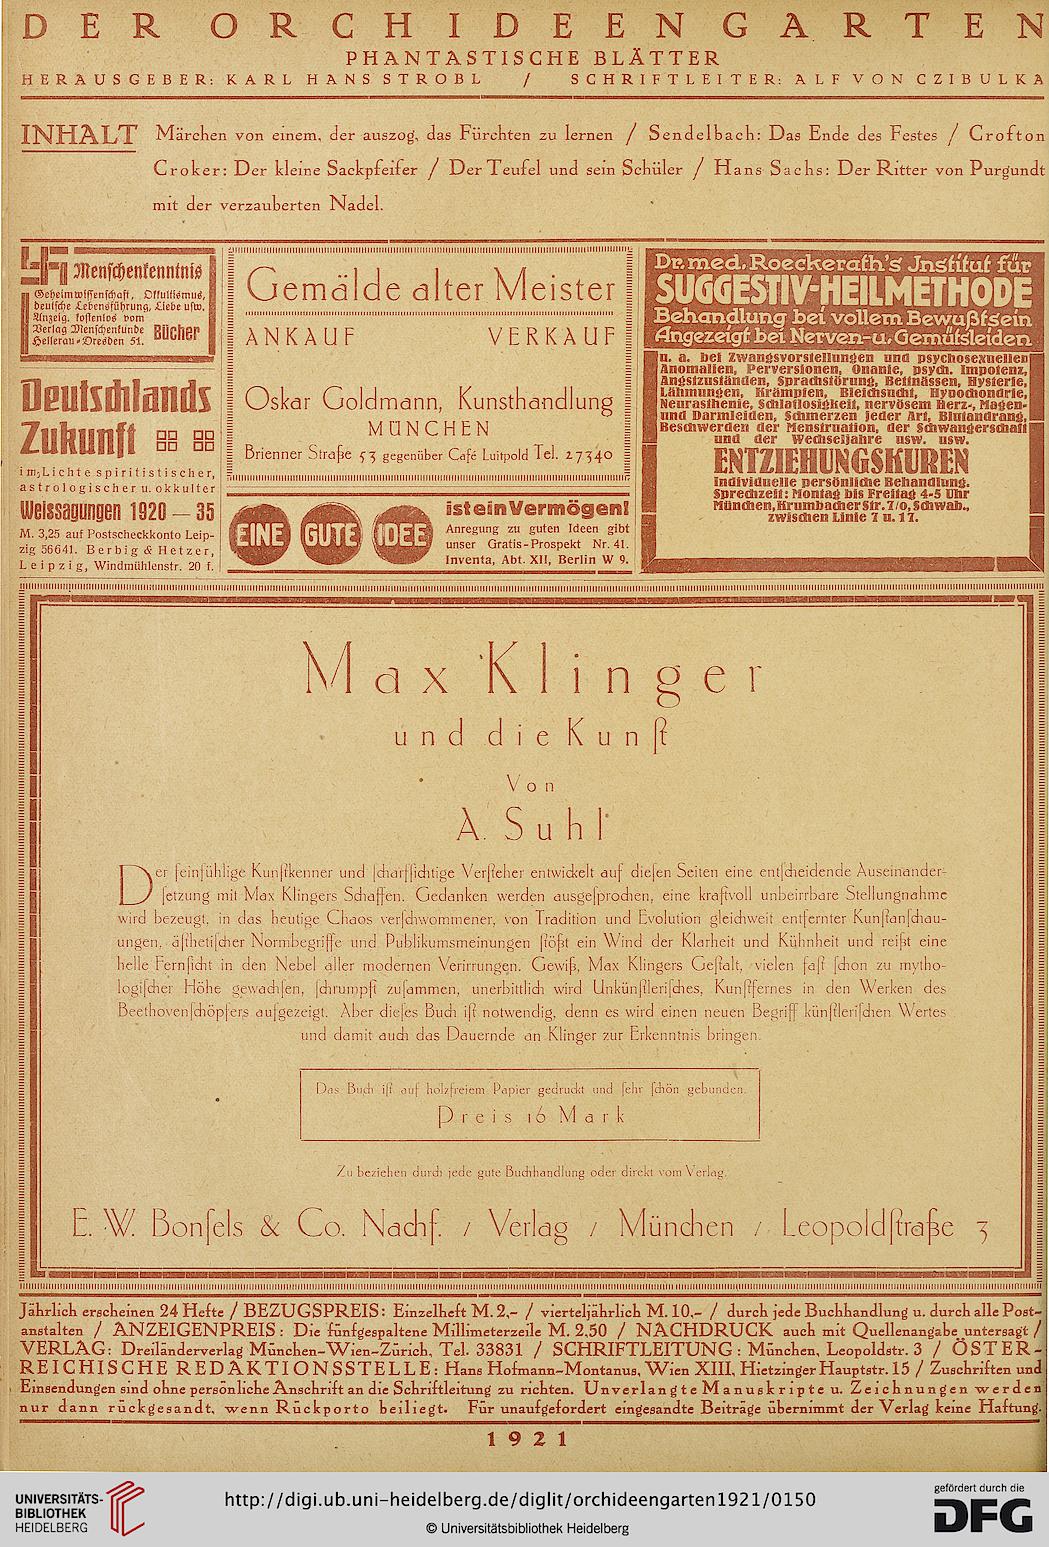 DER ORCHIDEENGARTEN
PHANTASTISCHE BLÄTTER
HERAUSGEBER: KARL HANS STROBL / SCHRIFTLEITER: ALF VON CZIBULKA
INHALT Märchen von einem, der auszog, das Fürchten zu lernen / Sendelbach: Das Ende des Festes / Crofton
Croker: Der kleine Sackpfeifer / Der Teufel und sein Schüler / Hans Sachs: Der Ritter von Purgundt
mit der verzauberten Nadel.
Menſchenkenntnis
Geheimwiſſenſchaft, Okkultismus,
deutſche Lebensführung, Liebe uſw.
Anzeig. koſtenlos vom
Verlag Menſchenkunde
Hellerau-Dresden 51.
Bücher
Deutschlands
Zukunft
im Lichte spiritistischer,
astrologischer u. okkulter
Weissagungen 1920 — 35
M. 3,25 auf Postscheckkonto Leip-
zig 56641. Berbig & Hetzer,
Leipzig, Windmühlenstr. 20 f.
Gemälde alter Meister
ANKAUF VERKAUF
Oskar Goldmann, Kunsthandlung
MÜNCHEN
Brienner Straße 53 gegenüber Café Luitpold Tel. 27340
EINE GUTE IDEE
ist ein Vermögen!
Anregung zu guten Ideen gibt
unser Gratis-Prospekt Nr. 41.
Inventa, Abt. XII, Berlin W 9.
Dr. med. Roeckerath's Institut für
SUGGESTIV-HEILMETHODE
Behandlung bei vollem Bewußtsein
Angezeigt bei Nerven- u. Gemütsleiden
u. a. bei Zwangsvorstellungen und psychosexuellen
Anomalien, Perversionen, Onanie, psych. Impotenz,
Angstzuständen, Sprachstörung, Bettnässen, Hysterie,
Lähmungen, Krämpfen, Bleichsucht, Hypochondrie,
Neurasthenie, Schlaflosigkeit, nervösem Herz-, Magen-
und Darmleiden, Schmerzen jeder Art, Blutandrang,
Beschwerden der Menstruation, der Schwangerschaft
und der Wechseljahre usw. usw.
ENTZIEHUNGSKUREN
Individuelle persönliche Behandlung.
Sprechzeit: Montag bis Freitag 4-5 Uhr
München, Krumbacher Str. 7/0, Schwab.,
zwischen Linie 7 u. 17.
Max Klinger
und die Kunſt
Von
A. Suhl
Der feinfühlige Kunſtkenner und ſcharfſichtige Verſteher entwickelt auf dieſen Seiten eine entſcheidende Auseinander-
ſetzung mit Max Klingers Schaffen. Gedanken werden ausgeſprochen, eine kraftvoll unbeirrbare Stellungnahme
wird bezeugt, in das heutige Chaos verſchwommener, von Tradition und Evolution gleichweit entfernter Kunſtanſchau-
ungen, äſthetiſcher Normbegriffe und Publikumsmeinungen ſtößt ein Wind der Klarheit und Kühnheit und reißt eine
helle Fernſicht in den Nebel aller modernen Verirrungen. Gewiß, Max Klingers Geſtalt, vielen faſt ſchon zu mytho-
logiſcher Höhe gewachſen, ſchrumpft zuſammen, unerbittlich wird Unkünſtleriſches, Kunſtfernes in den Werken des
Beethovenſchöpfers aufgezeigt. Aber dieſes Buch iſt notwendig, denn es wird einen neuen Begriff künſtleriſchen Wertes
und damit auch das Dauernde an Klinger zur Erkenntnis bringen.
Das Buch iſt auf holzfreiem Papier gedruckt und ſehr ſchön gebunden.
Preis 16 Mark
Zu beziehen durch jede gute Buchhandlung oder direkt vom Verlag.
E. W. Bonſels & Co. Nachf. / Verlag / München / Leopoldſtraße 3
Jährlich erscheinen 24 Hefte / BEZUGSPREIS: Einzelheft M. 2,- / vierteljährlich M. 10,- / durch jede Buchhandlung u. durch alle Post-
anstalten / ANZEIGENPREIS: Die fünfgespaltene Millimeterzeile M. 2.50 / NACHDRUCK auch mit Quellenangabe untersagt /
VERLAG: Dreiländerverlag München-Wien-Zürich, Tel. 33831 / SCHRIFTLEITUNG: München, Leopoldstr. 3 / ÖSTER-
REICHISCHE REDAKTIONSSTELLE: Hans Hofmann-Montanus, Wien XIII, Hietzinger Hauptstr. 15 / Zuschriften und
Einsendungen sind ohne persönliche Anschrift an die Schriftleitung zu richten. Unverlangte Manuskripte u. Zeichnungen werden
nur dann rückgesandt, wenn Rückporto beiliegt. Für unaufgefordert eingesandte Beiträge übernimmt der Verlag keine Haftung.
1921
UNIVERSITÄTS-
BIBLIOTHEK
HEIDELBERG
http://digi.ub.uni-heidelberg.de/diglit/orchideengarten1921/0150
© Universitätsbibliothek Heidelberg
gefördert durch die
DFG